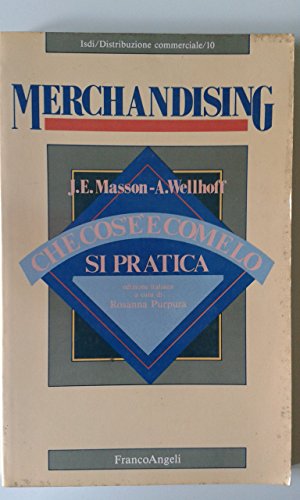 Isdi/Distribuzione commerciale/10
MERCHANDISING
J.E. Masson-A. Wellhoff
CHE COS'È E COME LO
SI PRATICA
edizione italiana
a cura di
Rosanna Purpura
FrancoAngeli